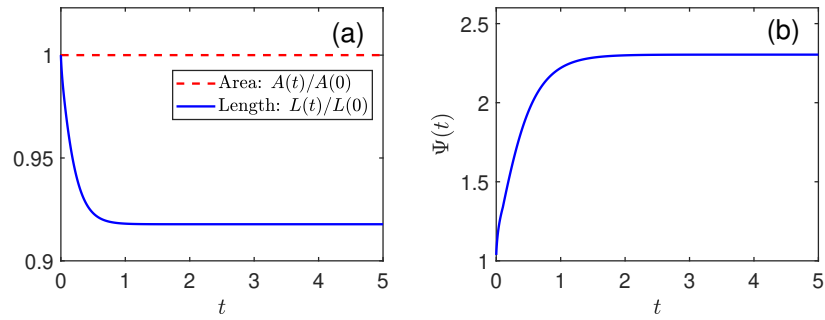 (a)
1
0.95
0.9
Area: A(t)/A(0)
Length: L(t)/L(0)
0 1 2 3 4 5
t
(b)
2.5
2
1.5
1
Ψ(t)
0 1 2 3 4 5
t